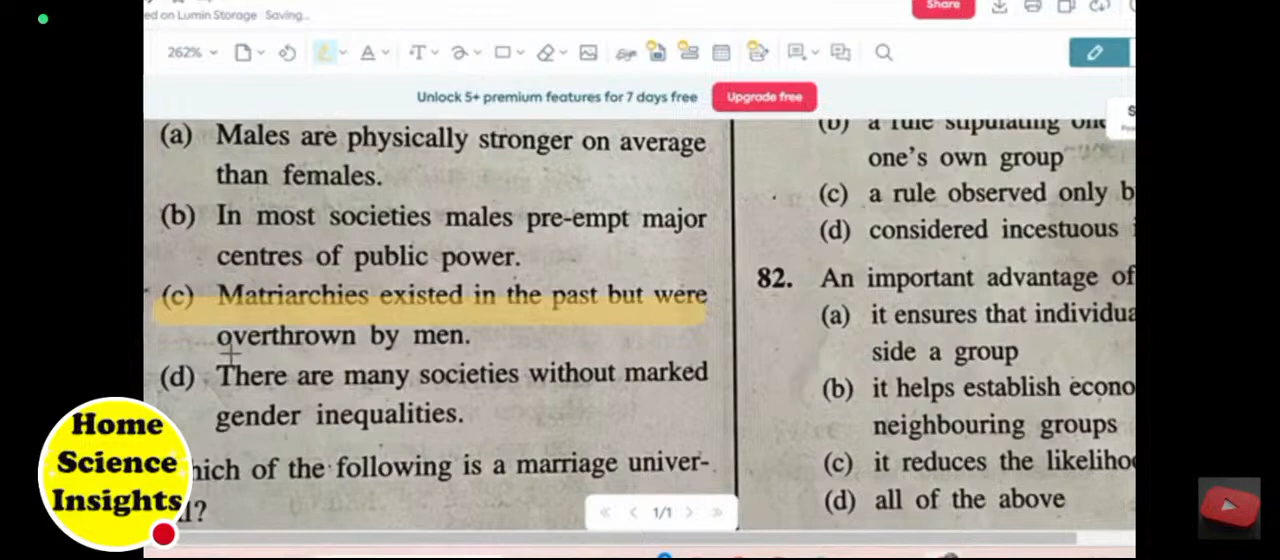 ed on Lumin Storage Saving...
Share
262%
Unlock 5+ premium features for 7 days free
Upgrade free
(a) Males are physically stronger on average
than females.
(b) In most societies males pre-empt major
centres of public power.
(c) Matriarchies existed in the past but were
overthrown by men.
(d) There are many societies without marked
gender inequalities.
hich of the following is a marriage univer-
l?
1/1
(b) a rule stipulating
one's own group
(c) a rule observed only b
(d) considered incestuous
82. An important advantage of
(a) it ensures that individua
side a group
(b) it helps establish econo
neighbouring groups
(c) it reduces the likeliho
(d) all of the above
Home
Science
Insights